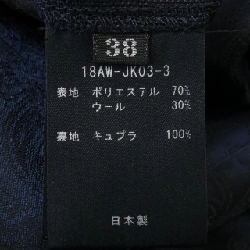 38
18AW-JK03-3
表地 ポリエステル 70%
ウール 30%
裏地 キュプラ 100%
日本製